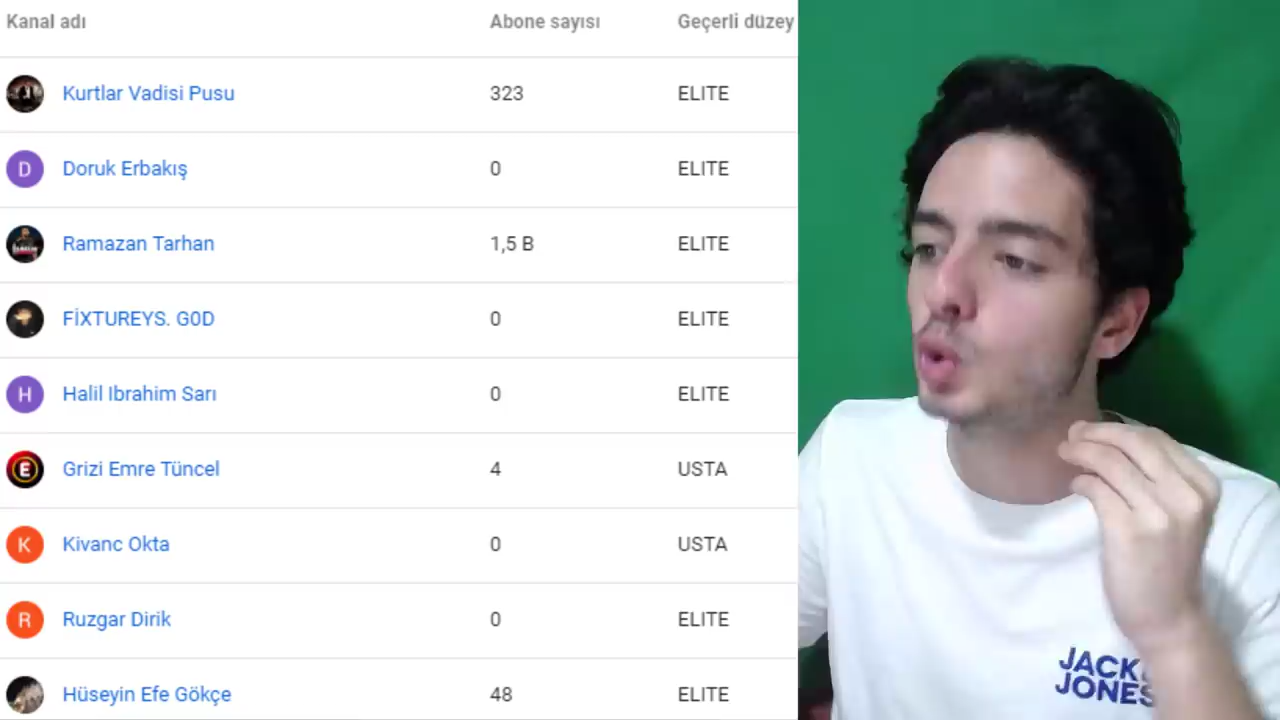 Kanal adı Abone sayısı Geçerli düzey
Kurtlar Vadisi Pusu 323 ELITE
D Doruk Erbakış 0 ELITE
Ramazan Tarhan 1,5 B ELITE
FİXTUREYS. G0D 0 ELITE
H Halil Ibrahim Sarı 0 ELITE
E Grizi Emre Tüncel 4 USTA
K Kivanc Okta 0 USTA
R Ruzgar Dirik 0 ELITE
Hüseyin Efe Gökçe 48 ELITE
JACK
JONES